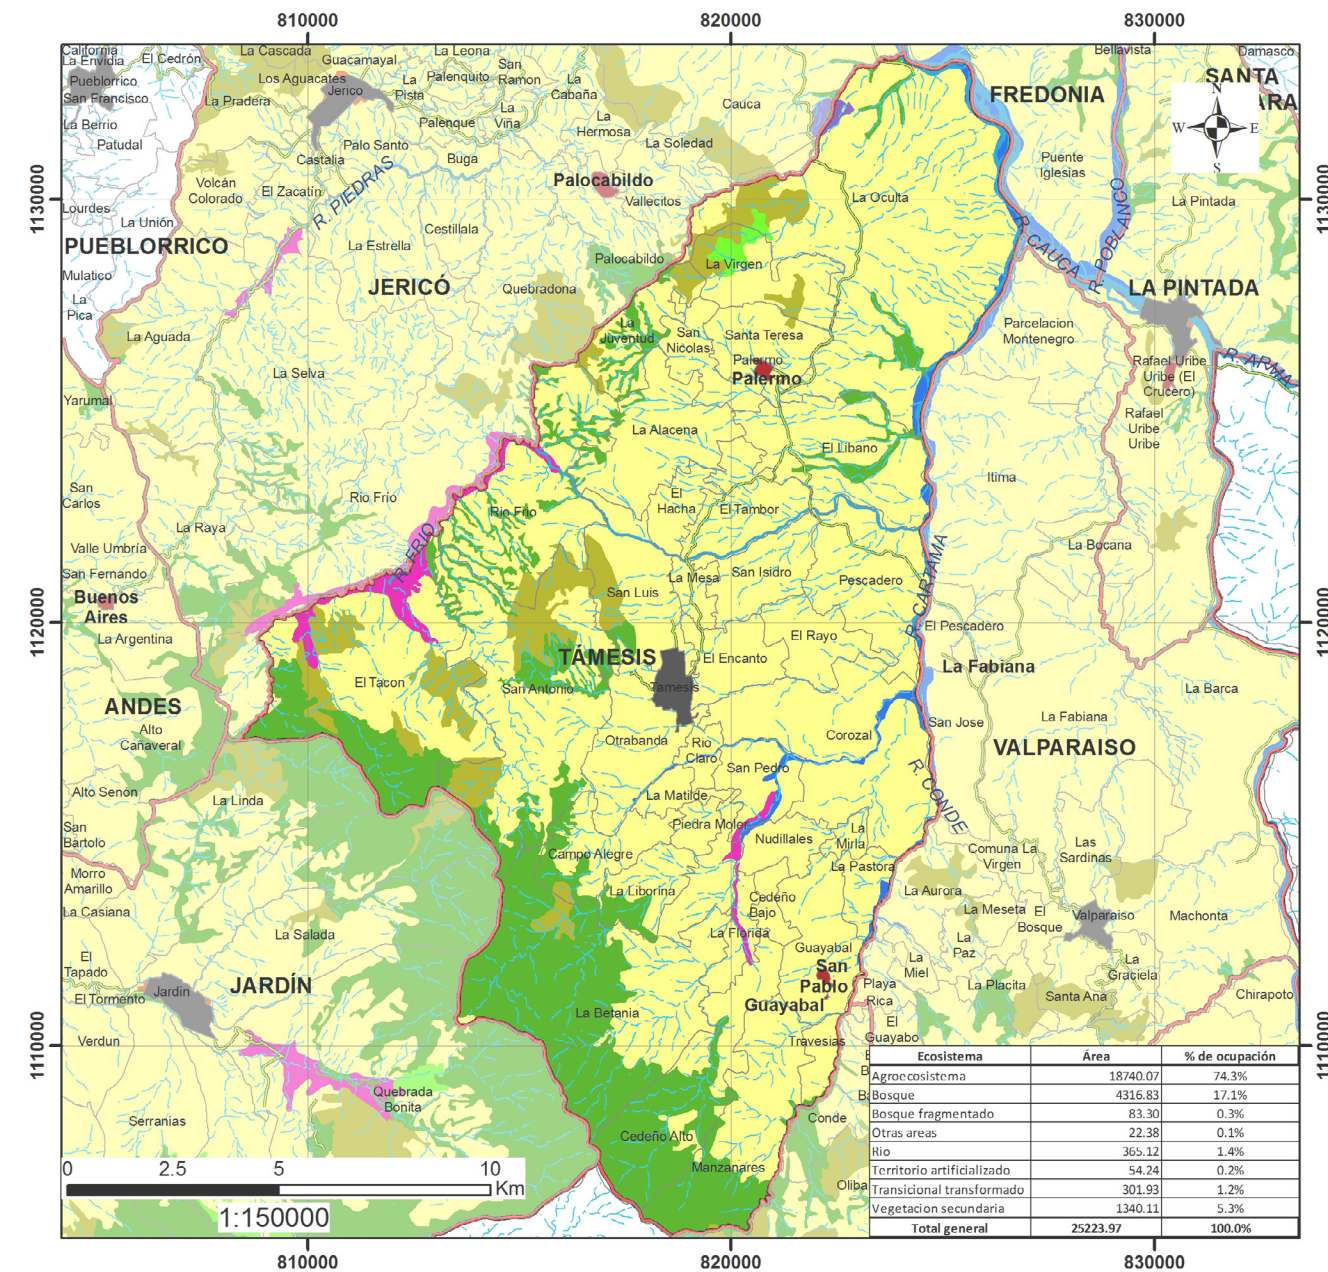 810000
820000
830000
California
La Envidia
El Cedrón
La Cascada
Guacamayal
La Leona
San
Ramon
Bellavista
Damasco
Pueblorrico
San Francisco
Los Aguacates
Jerico
La
Pista
Palenquito
La
Cabaña
SANTA
FREDONIA
N
W
E
S
La Pradera
La
Viña
Cauca
La Berrio
Palenque
La
Hermosa
Patudal
Palo Santo
La Soledad
Castalia
Buga
Puente
Iglesias
Volcán
Colorado
El Zacatín
R. PIEDRAS
Palocabildo
1130000
1130000
Lourdes
La Unión
Vallecitos
La Oculta
La Pintada
PUEBLORRICO
Cestillala
La Estrella
R. CAUCA
R. POBLANCO
Mulatico
Palocabildo
La Virgen
La
Pica
JERICÓ
Quebradona
LA PINTADA
La Aguada
La
Juventud
San
Nicolas
Santa Teresa
Parcelacion
Montenegro
La Selva
Palermo
Palermo
Rafael Uribe
Uribe (El
Crucero)
R. ARMA
Yarumal
Rafael
Uribe
Uribe
La Alacena
El Libano
San
Carlos
Rio Frío
Rio Frio
El
Hacha
El Tambor
Itima
La Raya
R. FRIO
Valle Umbría
La Bocana
San Fernando
La Mesa
San Isidro
Pescadero
R. CARTAMA
Buenos
Aires
San Luis
1120000
1120000
La Argentina
El Rayo
El Pescadero
TÁMESIS
El Encanto
La Fabiana
El Tacon
San Antonio
Tamesis
La Barca
ANDES
Alto
Cañaveral
San Jose
La Fabiana
Otrabanda
Rio
Claro
Corozal
VALPARAISO
San Pedro
R. CONDE
Alto Senón
La Linda
La Matilde
San
Bártolo
Piedra Moler
Nudillales
La
Mirla
Comuna La
Virgen
Las
Sardinas
Morro
Amarillo
Campo Alegre
La Pastora
La Liborina
La Aurora
La Casiana
Cedeño
Bajo
La Meseta
El
Bosque
Valparaiso
Machonta
La Salada
La Florida
Guayabal
La
Paz
El
Tapado
San
Pablo
La
Miel
La
Graciela
El Tormento
Jardin
JARDÍN
Guayabal
Playa
Rica
La Placita
Santa Ana
Chirapoto
La Betania
El
Guayabo
Verdun
Travesias
1110000
1110000
Quebrada
Bonita
Serranias
Conde
Cedeño Alto
Manzanares
Ecosistema Área % de ocupación
Agroecosistema 18740.07 74.3%
Bosque 4316.83 17.1%
Bosque fragmentado 83.30 0.3%
Otras areas 22.38 0.1%
Rio 365.12 1.4%
Territorio artificializado 54.24 0.2%
Transicional transformado 301.93 1.2%
Vegetacion secundaria 1340.11 5.3%
Total general 25223.97 100.0%
0 2.5 5 10
Km
1:150000
810000
820000
830000